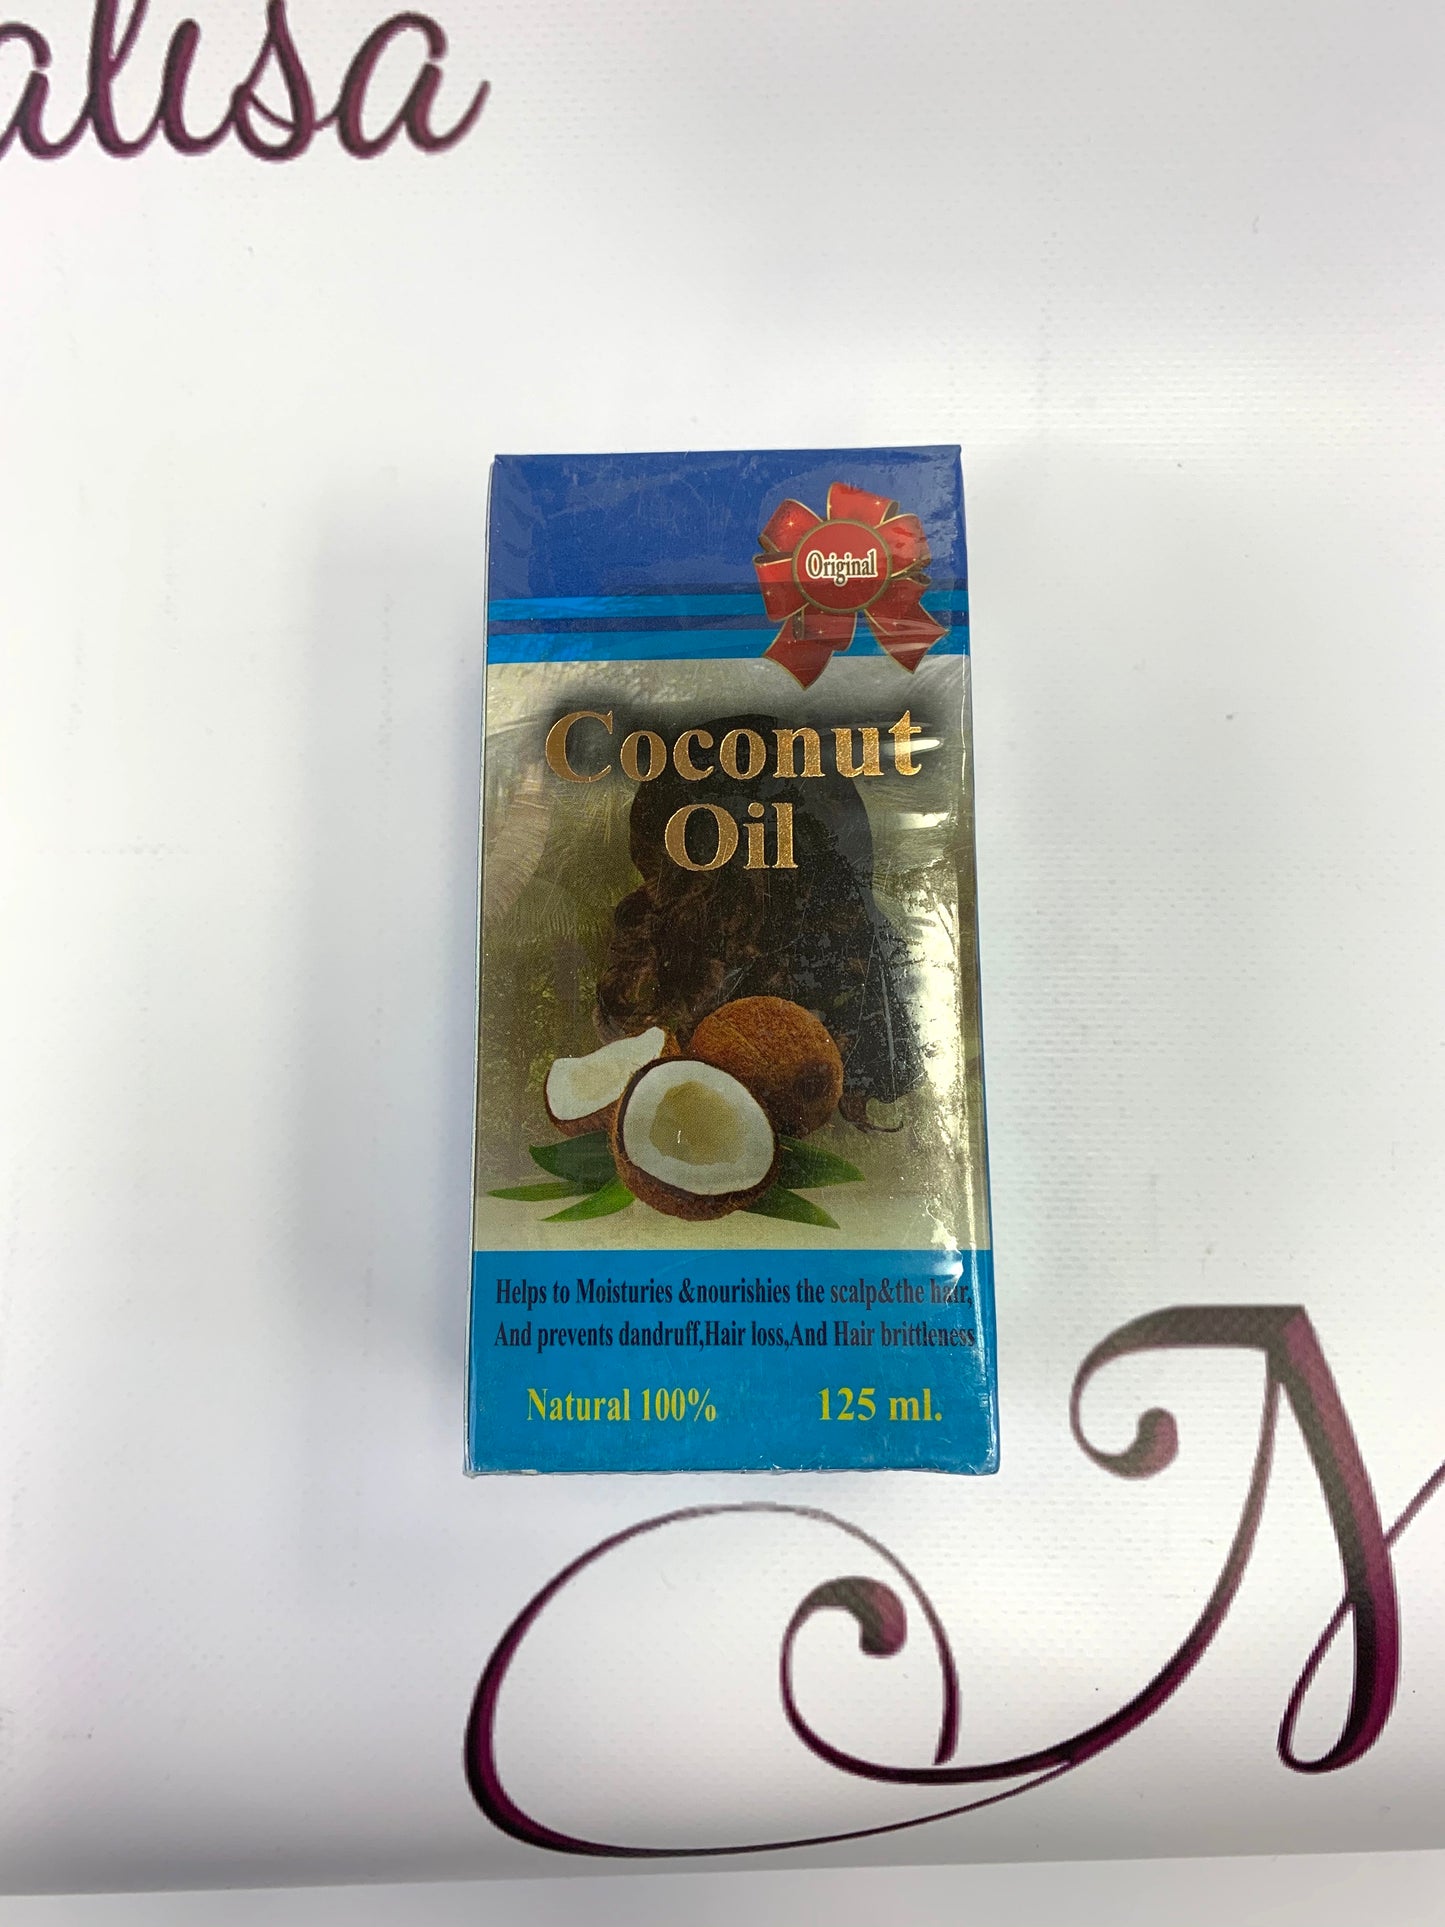 alisa
Original
Coconut
Oil
Helps to Moisturies &nourishies the scalp&the hair,
And prevents dandruff,Hair loss,And Hair brittleness
Natural 100% 125 ml.